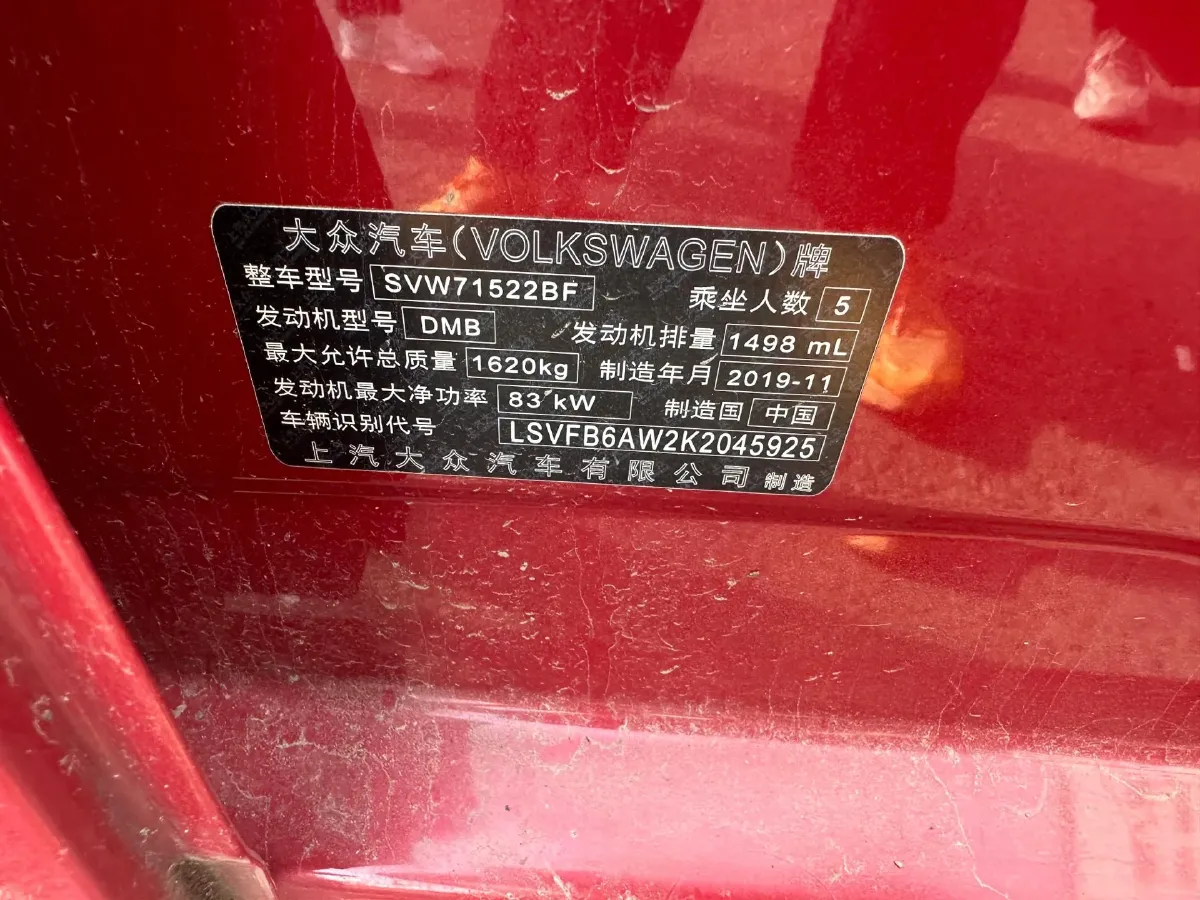 大众汽车(VOLKSWAGEN)牌
整车型号 SVW71522BF 乘坐人数 5
发动机型号 DMB 发动机排量 1498 mL
最大允许总质量 1620kg 制造年月 2019-11
发动机最大净功率 83 kW 制造国 中国
车辆识别代号 LSVFB6AW2K2045925
上汽大众汽车有限公司 制造